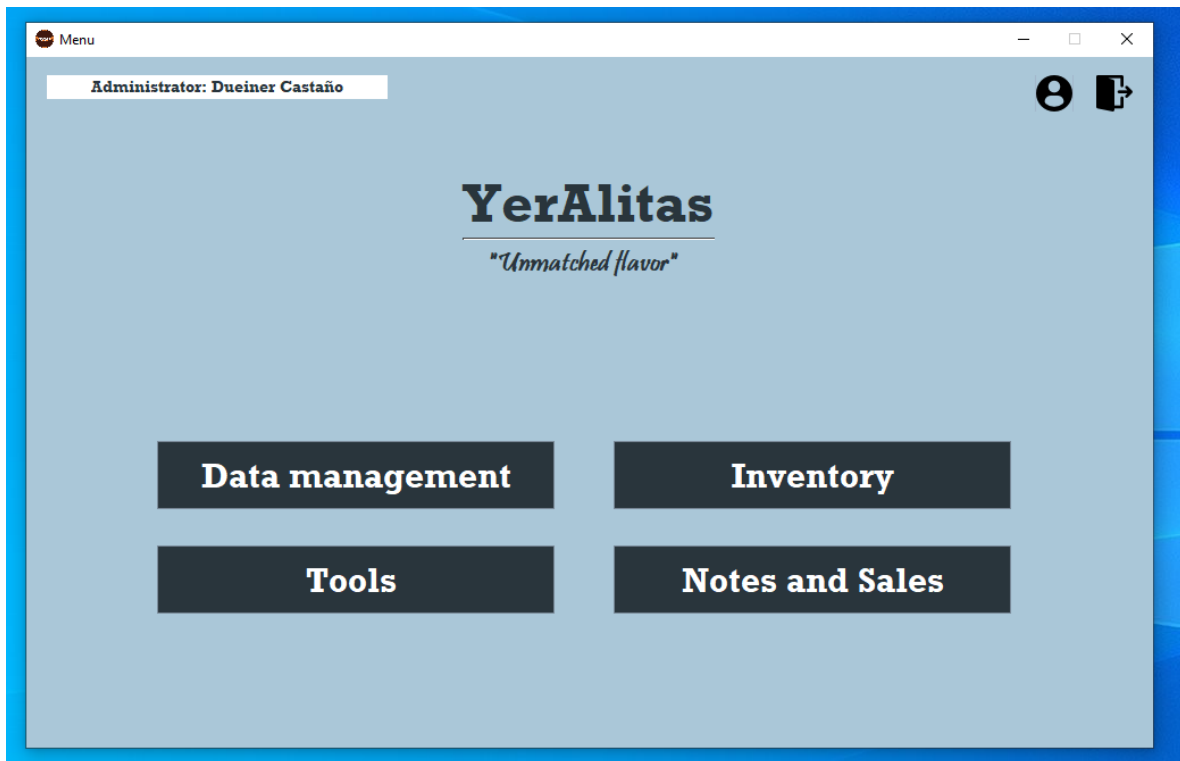 Menu
Administrator: Dueiner Castaño
YerAlitas
"Unmatched flavor"
Data management
Inventory
Tools
Notes and Sales